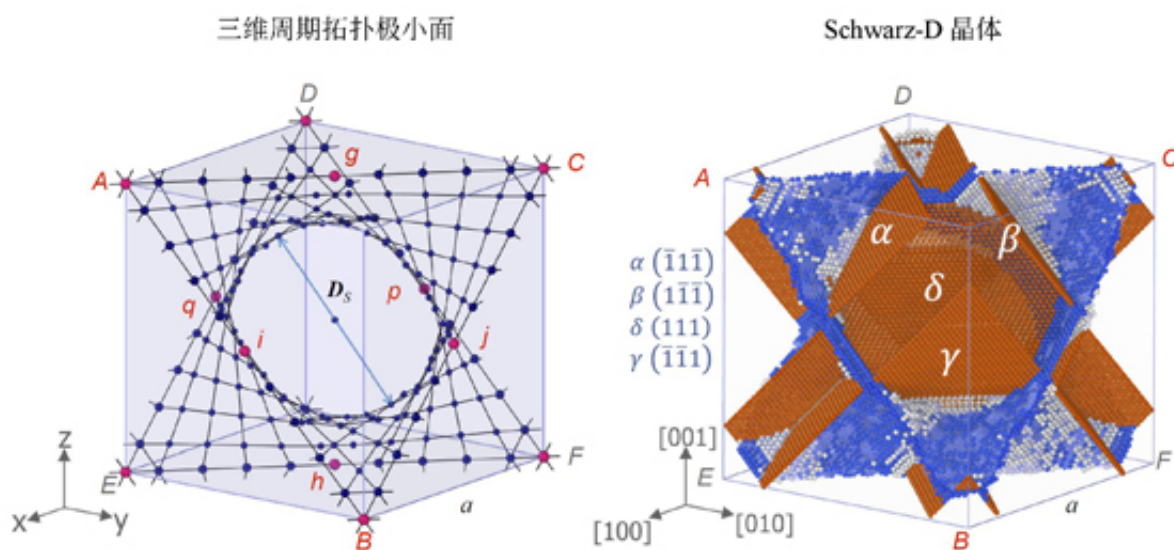 三维周期拓扑极小面
Schwarz-D 晶体
D
A
g
C
D_S
q
p
i
j
z
E
h
F
x
y
B
a
D
A
C
α
β
δ
γ
α (1̅11̅)
β (11̅1̅)
δ (111)
γ (1̅1̅1)
[001]
E
F
[100]
[010]
B
a